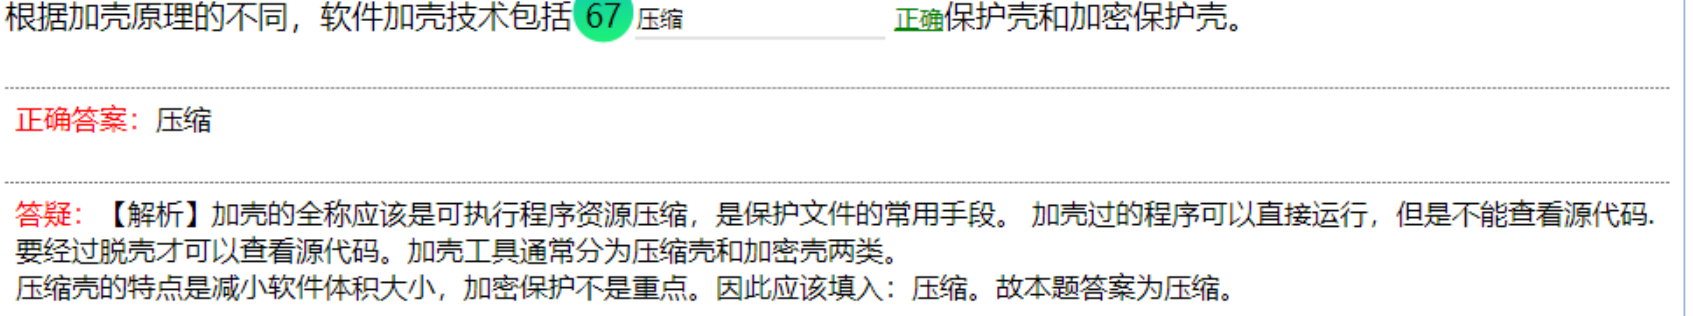 根据加壳原理的不同，软件加壳技术包括 67 压缩 正确保护壳和加密保护壳。
正确答案：压缩
答疑：【解析】加壳的全称应该是可执行程序资源压缩，是保护文件的常用手段。 加壳过的程序可以直接运行，但是不能查看源代码.
要经过脱壳才可以查看源代码。加壳工具通常分为压缩壳和加密壳两类。
压缩壳的特点是减小软件体积大小，加密保护不是重点。因此应该填入：压缩。故本题答案为压缩。